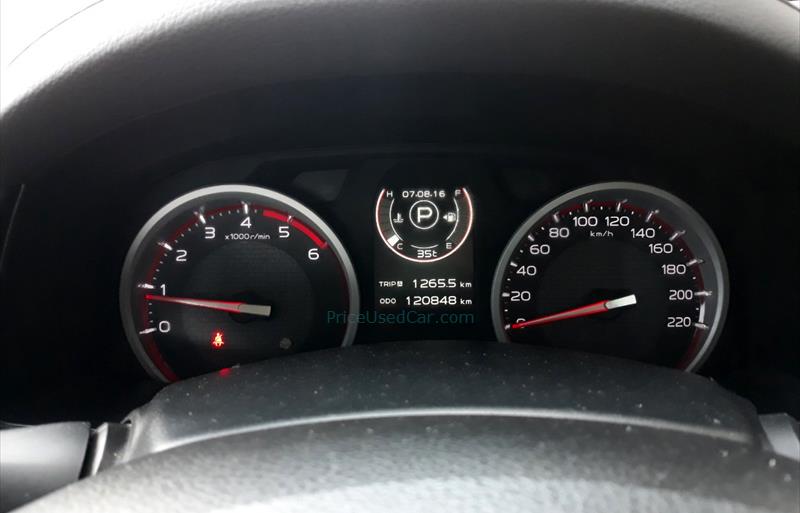 H 07.08.16 F
P
C 35℃ E
TRIP A 1265.5 km
ODO 120848 km
0 1 2 3 4 5 6
x1000r/min
0 20 40 60 80 100 120 140 160 180 200 220
km/h
PriceUsedCar.com